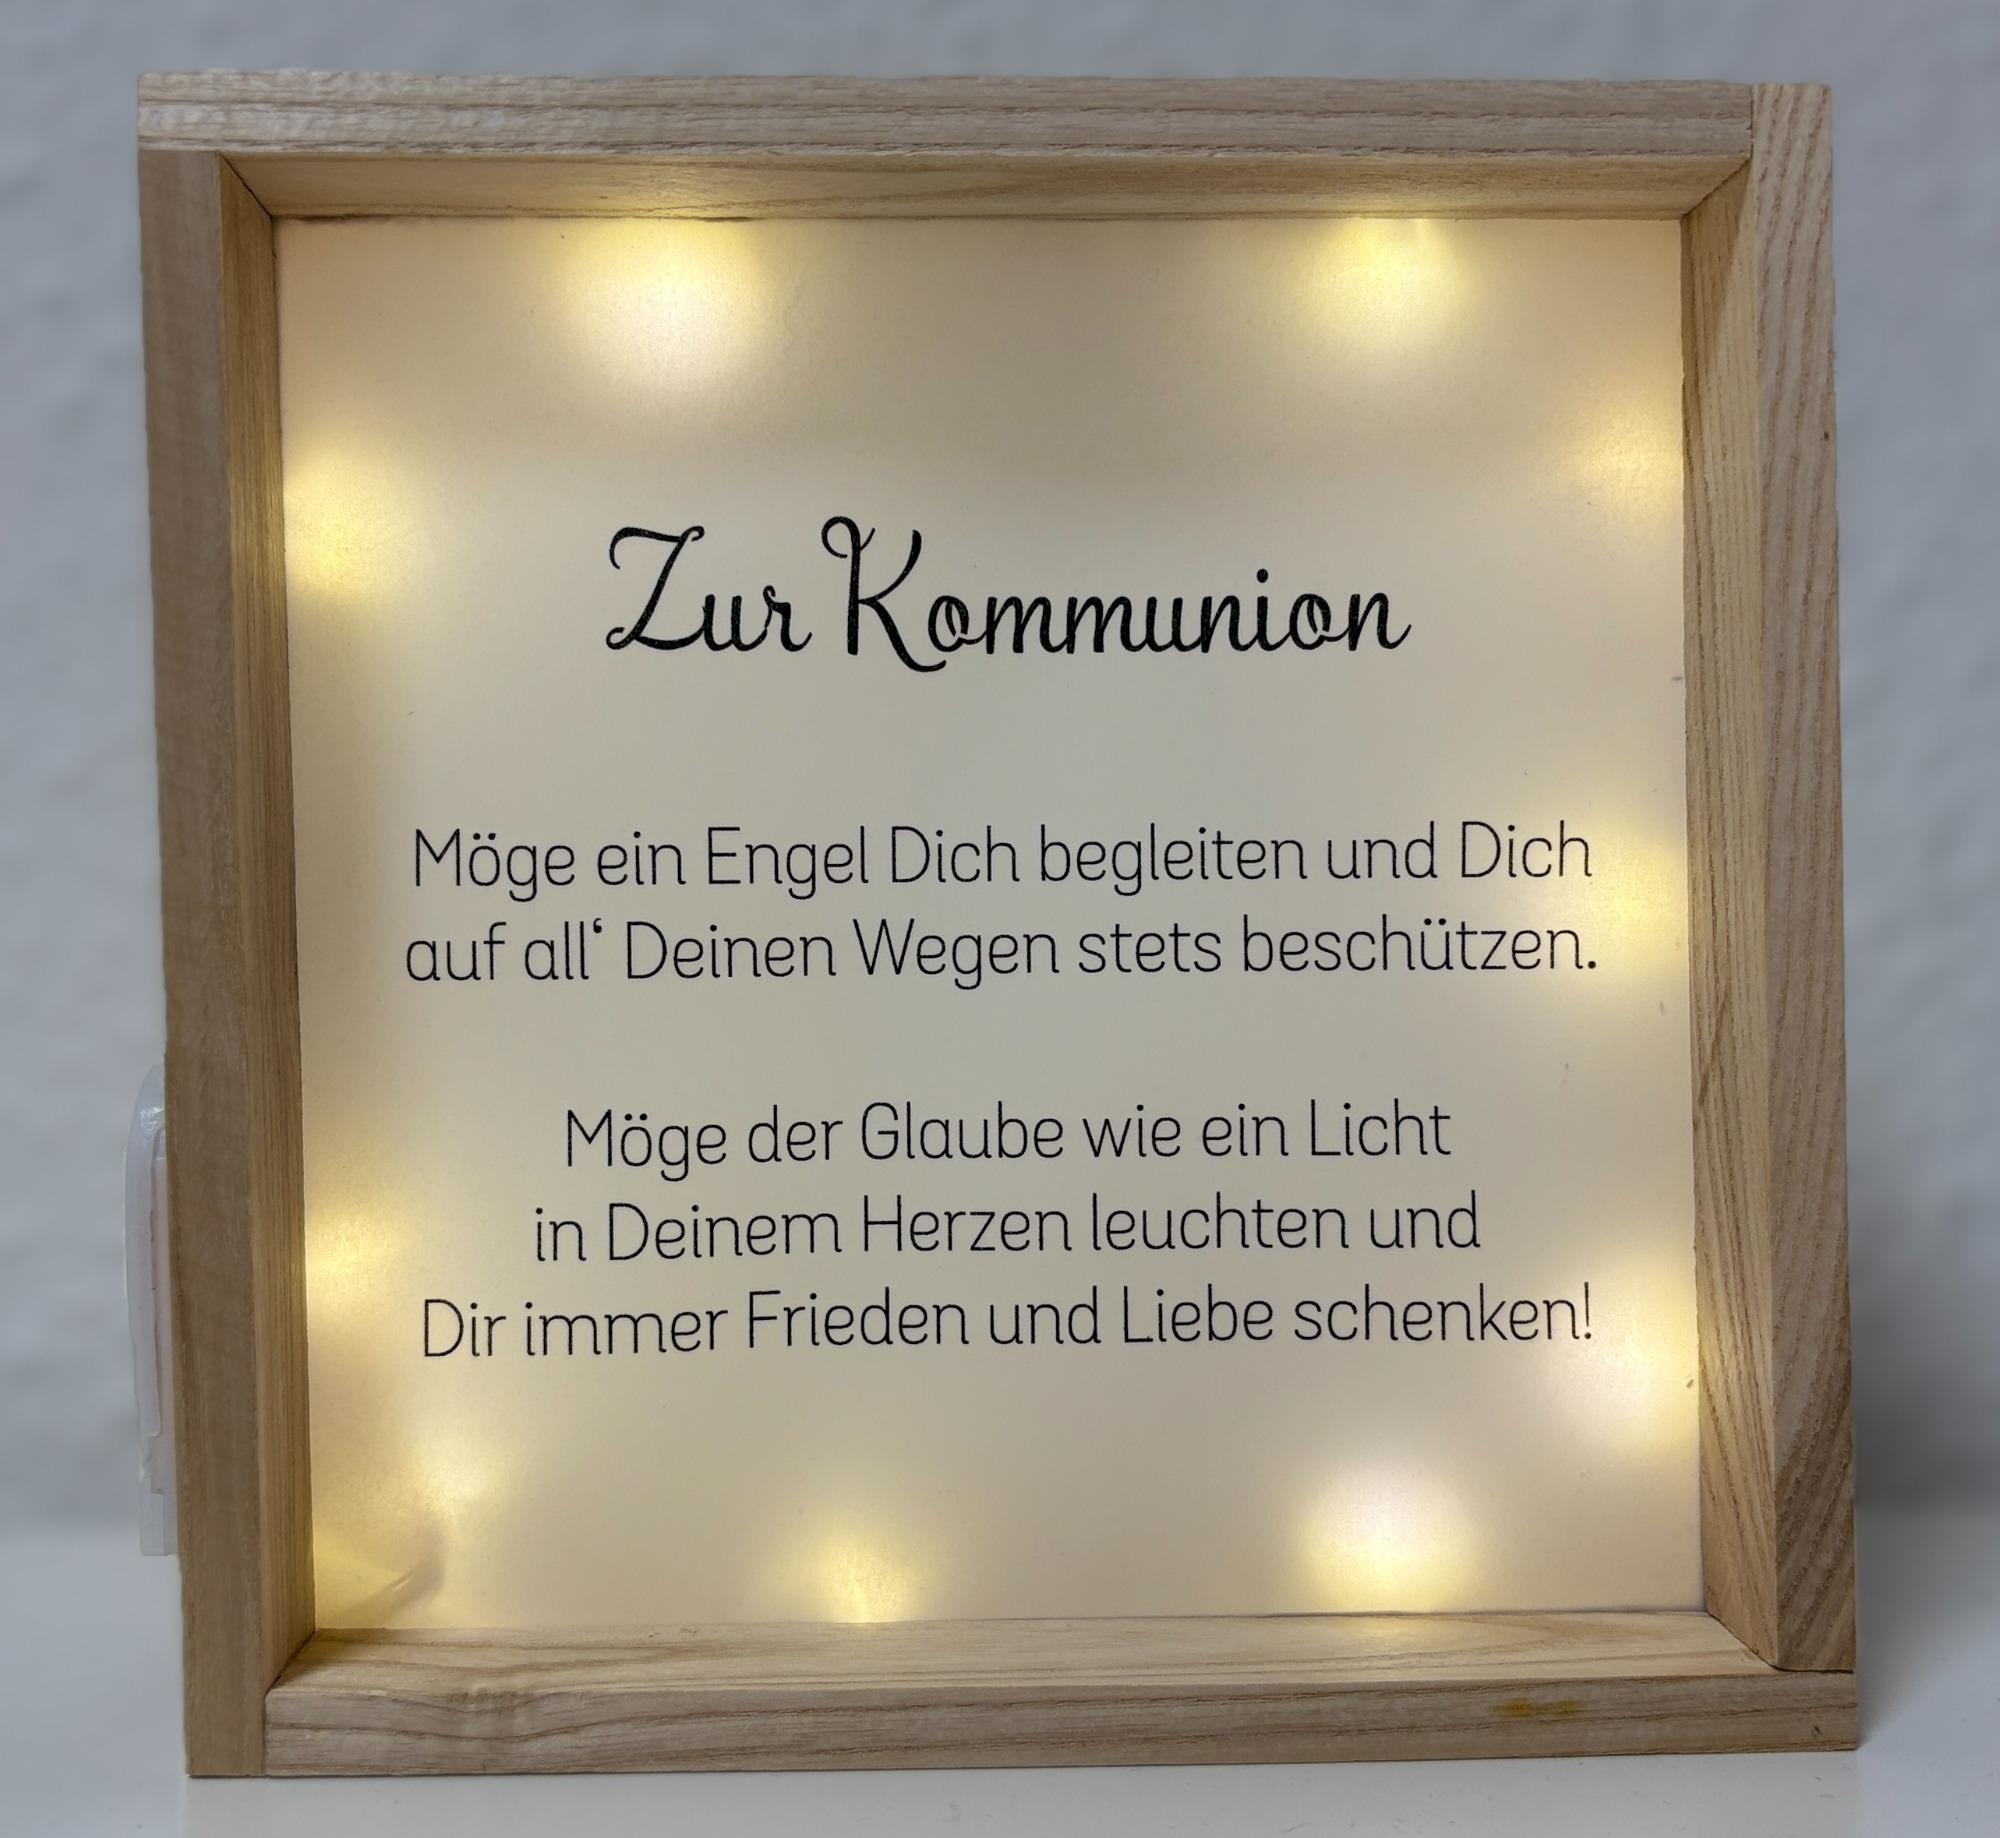 Zur Kommunion
Möge ein Engel Dich begleiten und Dich
auf all‘ Deinen Wegen stets beschützen.
Möge der Glaube wie ein Licht
in Deinem Herzen leuchten und
Dir immer Frieden und Liebe schenken!